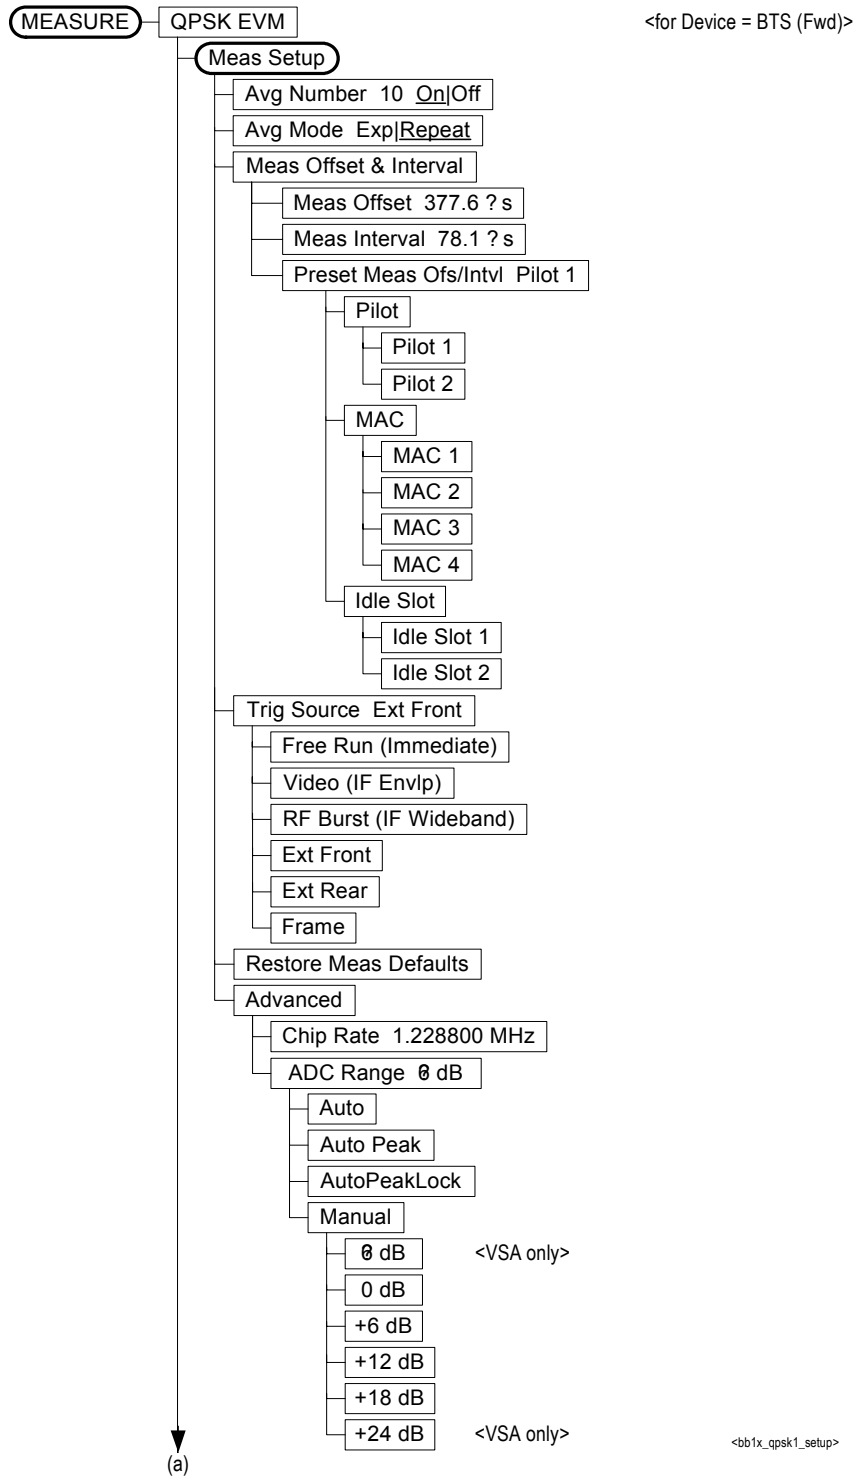 MEASURE QPSK EVM <for Device = BTS (Fwd)>
Meas Setup
Avg Number 10 On|Off
Avg Mode Exp|Repeat
Meas Offset & Interval
Meas Offset 377.6 ? s
Meas Interval 78.1 ? s
Preset Meas Ofs/Intvl Pilot 1
Pilot
Pilot 1
Pilot 2
MAC
MAC 1
MAC 2
MAC 3
MAC 4
Idle Slot
Idle Slot 1
Idle Slot 2
Trig Source Ext Front
Free Run (Immediate)
Video (IF Envlp)
RF Burst (IF Wideband)
Ext Front
Ext Rear
Frame
Restore Meas Defaults
Advanced
Chip Rate 1.228800 MHz
ADC Range dB
Auto
Auto Peak
AutoPeakLock
Manual
dB <VSA only>
0 dB
+6 dB
+12 dB
+18 dB
+24 dB <VSA only>
<bb1x_qpsk1_setup>
(a)